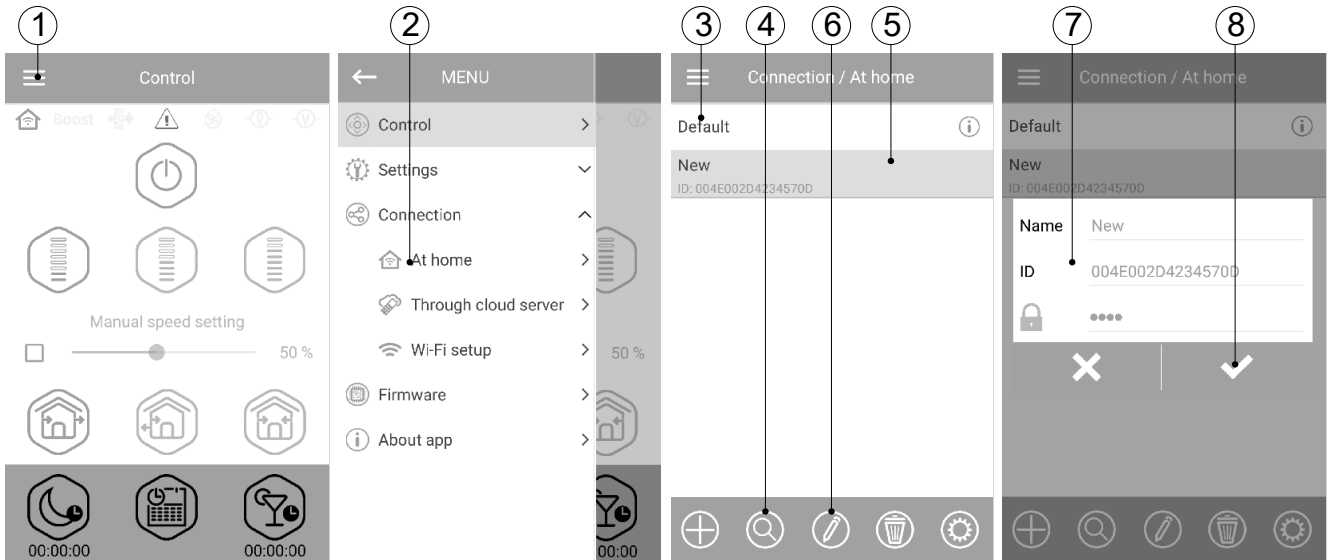 1
2
3
4
6
5
7
8
Control
Boost
V
Manual speed setting
50 %
00:00:00
00:00:00
MENU
Control
Settings
Connection
At home
Through cloud server
Wi-Fi setup
Firmware
About app
V
50 %
00:00
Connection / At home
Default
New
ID: 004E002D4234570D
Connection / At home
Default
New
ID: 004E002D4234570D
Name New
ID 004E002D4234570D